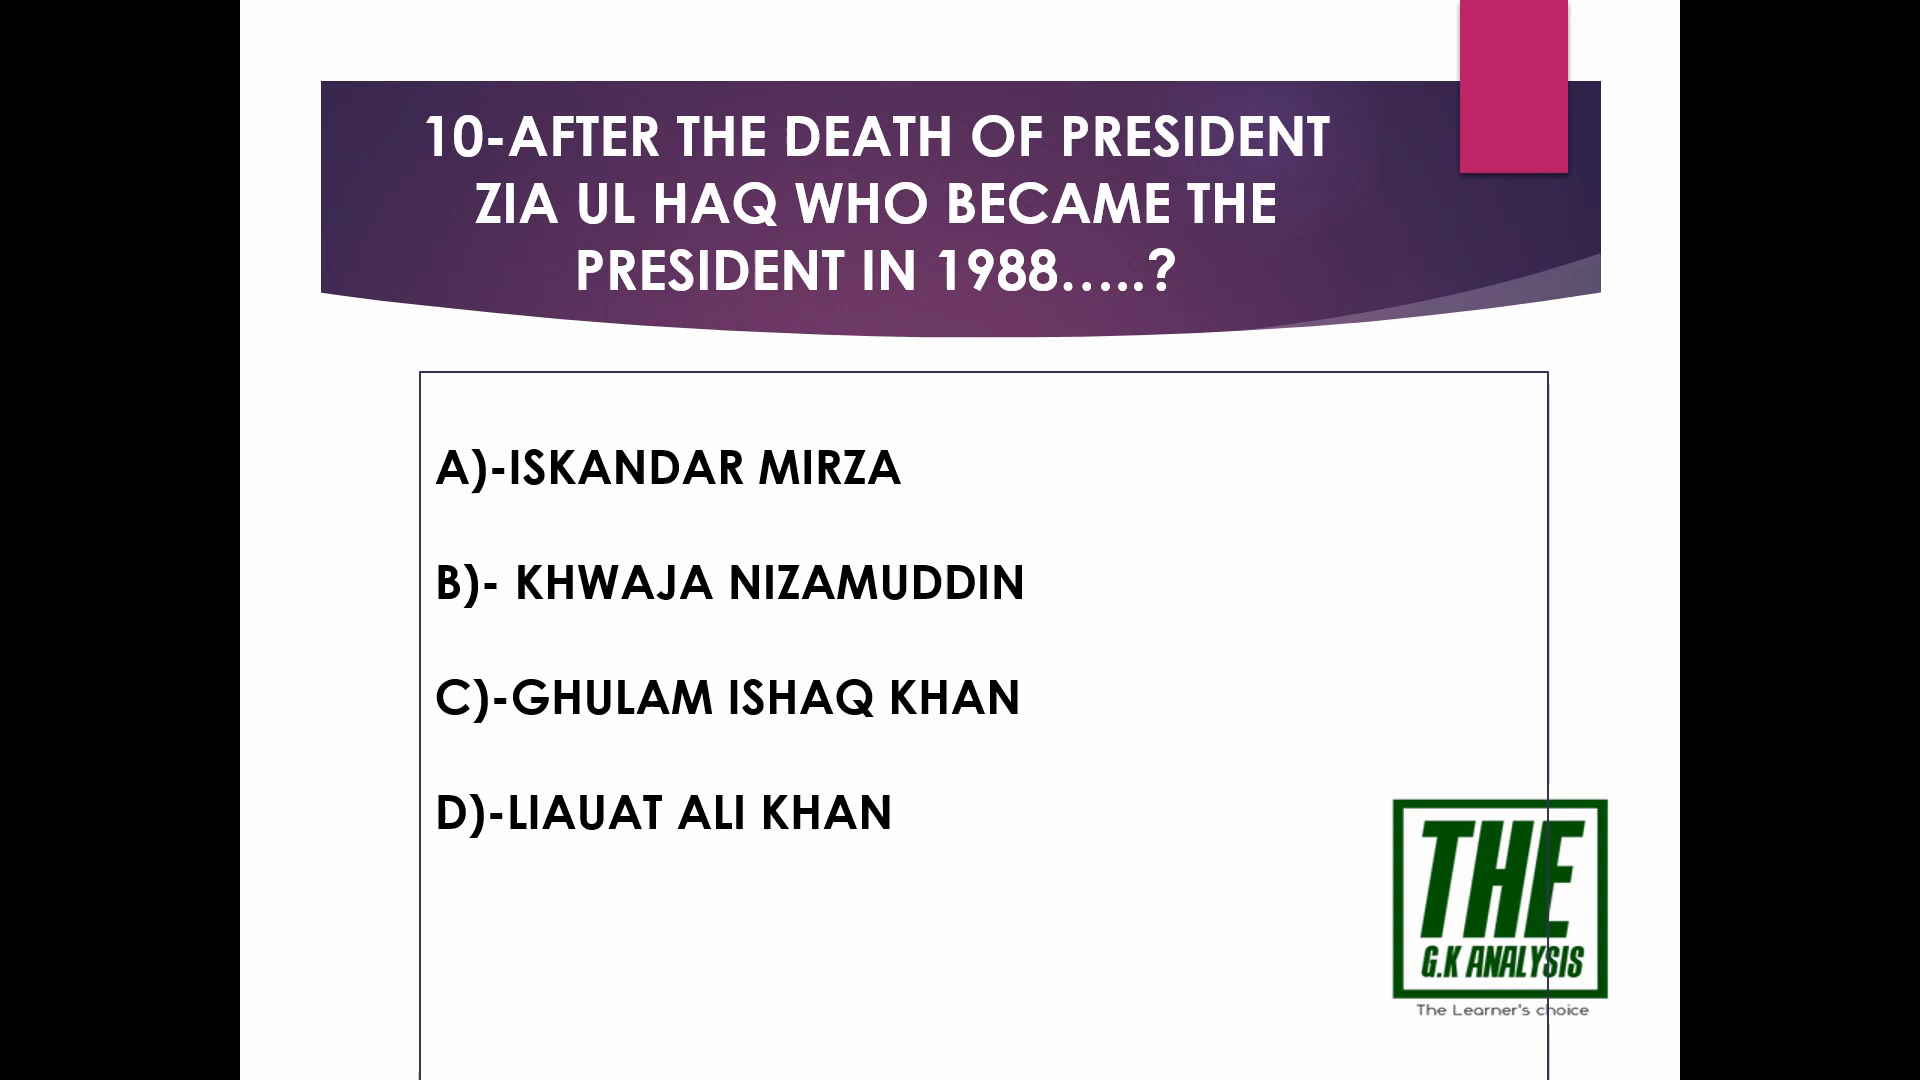 10-AFTER THE DEATH OF PRESIDENT
ZIA UL HAQ WHO BECAME THE
PRESIDENT IN 1988…..?
A)-ISKANDAR MIRZA
B)- KHWAJA NIZAMUDDIN
C)-GHULAM ISHAQ KHAN
D)-LIAUAT ALI KHAN
THE
G.K ANALYSIS
The Learner's choice